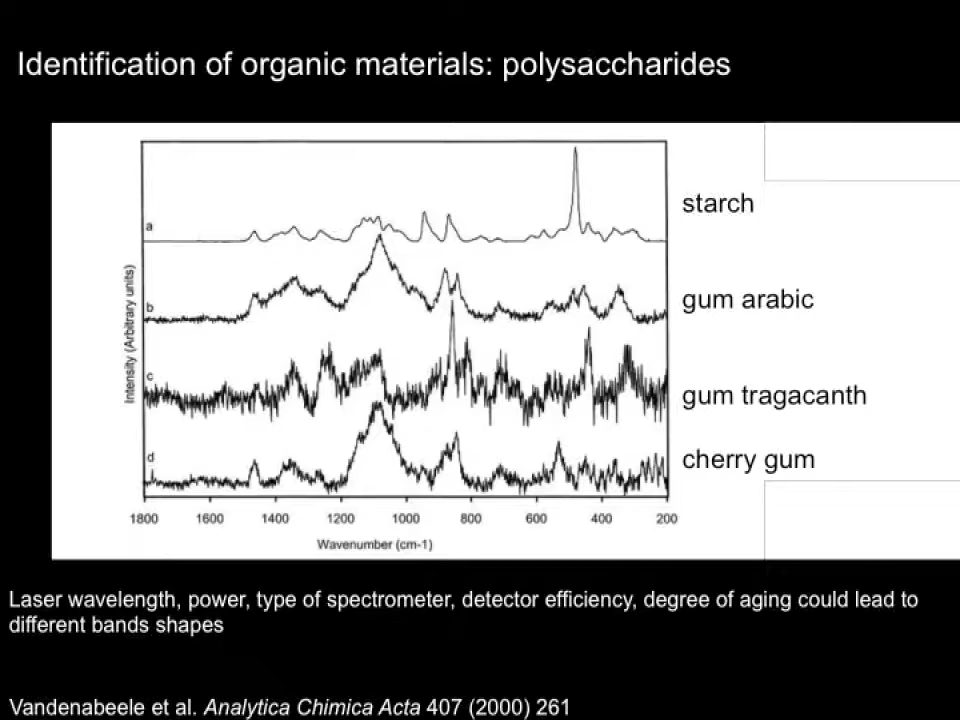 Identification of organic materials: polysaccharides
a
starch
b
gum arabic
c
gum tragacanth
d
cherry gum
Intensity (Arbitrary units)
1800 1600 1400 1200 1000 800 600 400 200
Wavenumber (cm-1)
Laser wavelength, power, type of spectrometer, detector efficiency, degree of aging could lead to
different bands shapes
Vandenabeele et al. Analytica Chimica Acta 407 (2000) 261